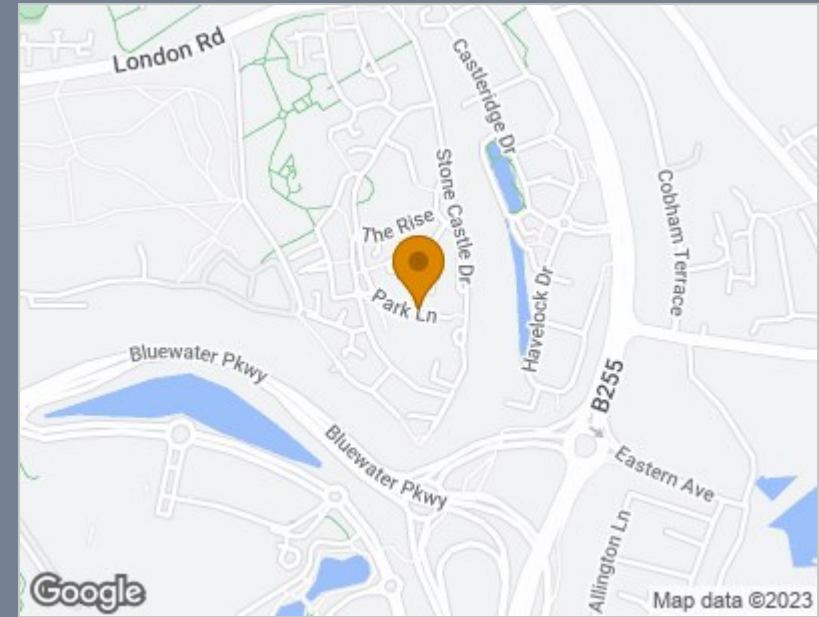 London Rd
Castleridge Dr
Stone Castle Dr
Cobham Terrace
The Rise
Park Ln
Havelock Dr
Bluewater Pkwy
B255
Bluewater Pkwy
Eastern Ave
Allington Ln
Google
Map data ©2023